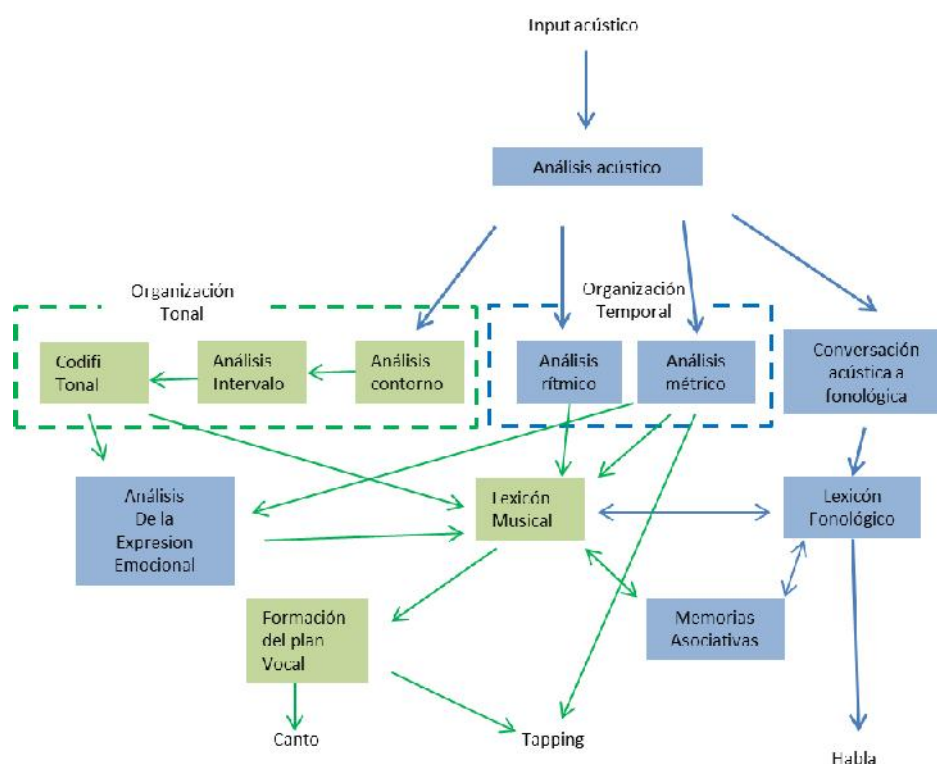 Input acústico
Análisis acústico
Organización
Tonal
Organización
Temporal
Codifi
Tonal
Análisis
Intervalo
Análisis
contorno
Análisis
rítmico
Análisis
métrico
Conversación
acústica a
fonológica
Análisis
De la
Expresion
Emocional
Lexicón
Musical
Lexicón
Fonológico
Formación
del plan
Vocal
Memorias
Asociativas
Canto
Tapping
Habla